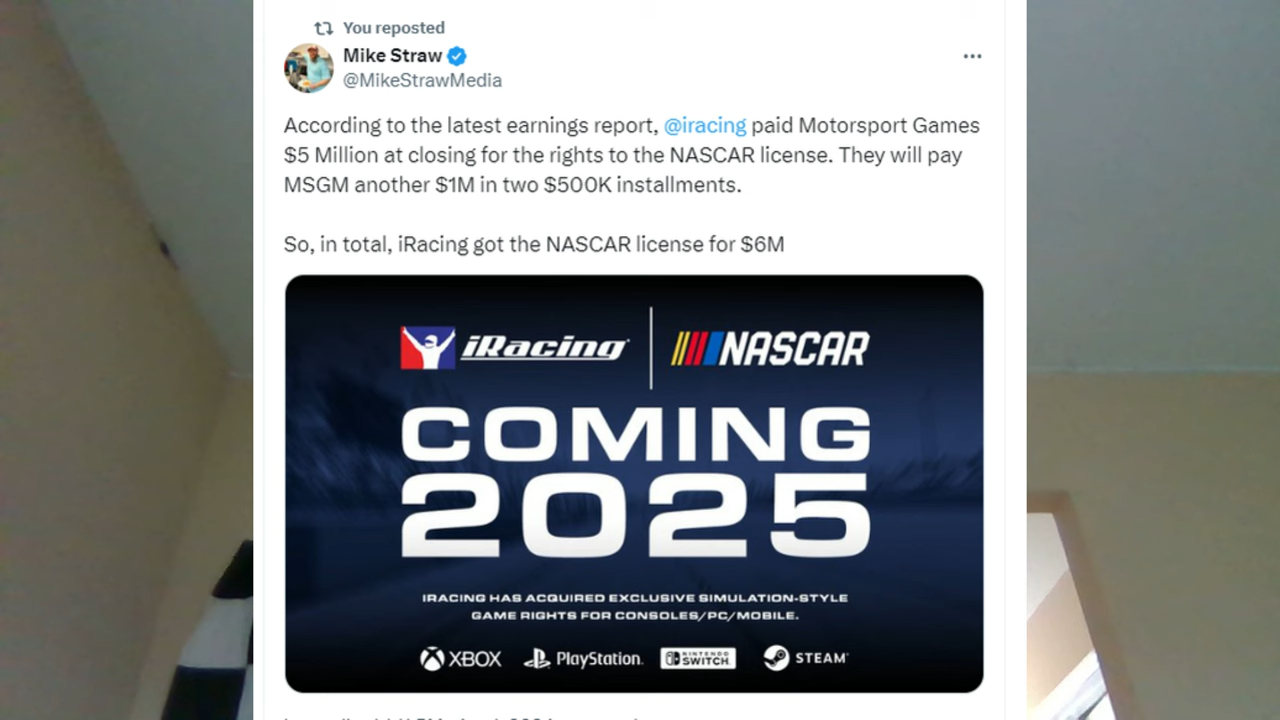 You reposted
Mike Straw
@MikeStrawMedia
According to the latest earnings report, @iracing paid Motorsport Games
$5 Million at closing for the rights to the NASCAR license. They will pay
MSGM another $1M in two $500K installments.
So, in total, iRacing got the NASCAR license for $6M
iRacing
NASCAR
COMING
2025
IRACING HAS ACQUIRED EXCLUSIVE SIMULATION-STYLE
GAME RIGHTS FOR CONSOLES/PC/MOBILE.
XBOX PlayStation. NINTENDO SWITCH STEAM